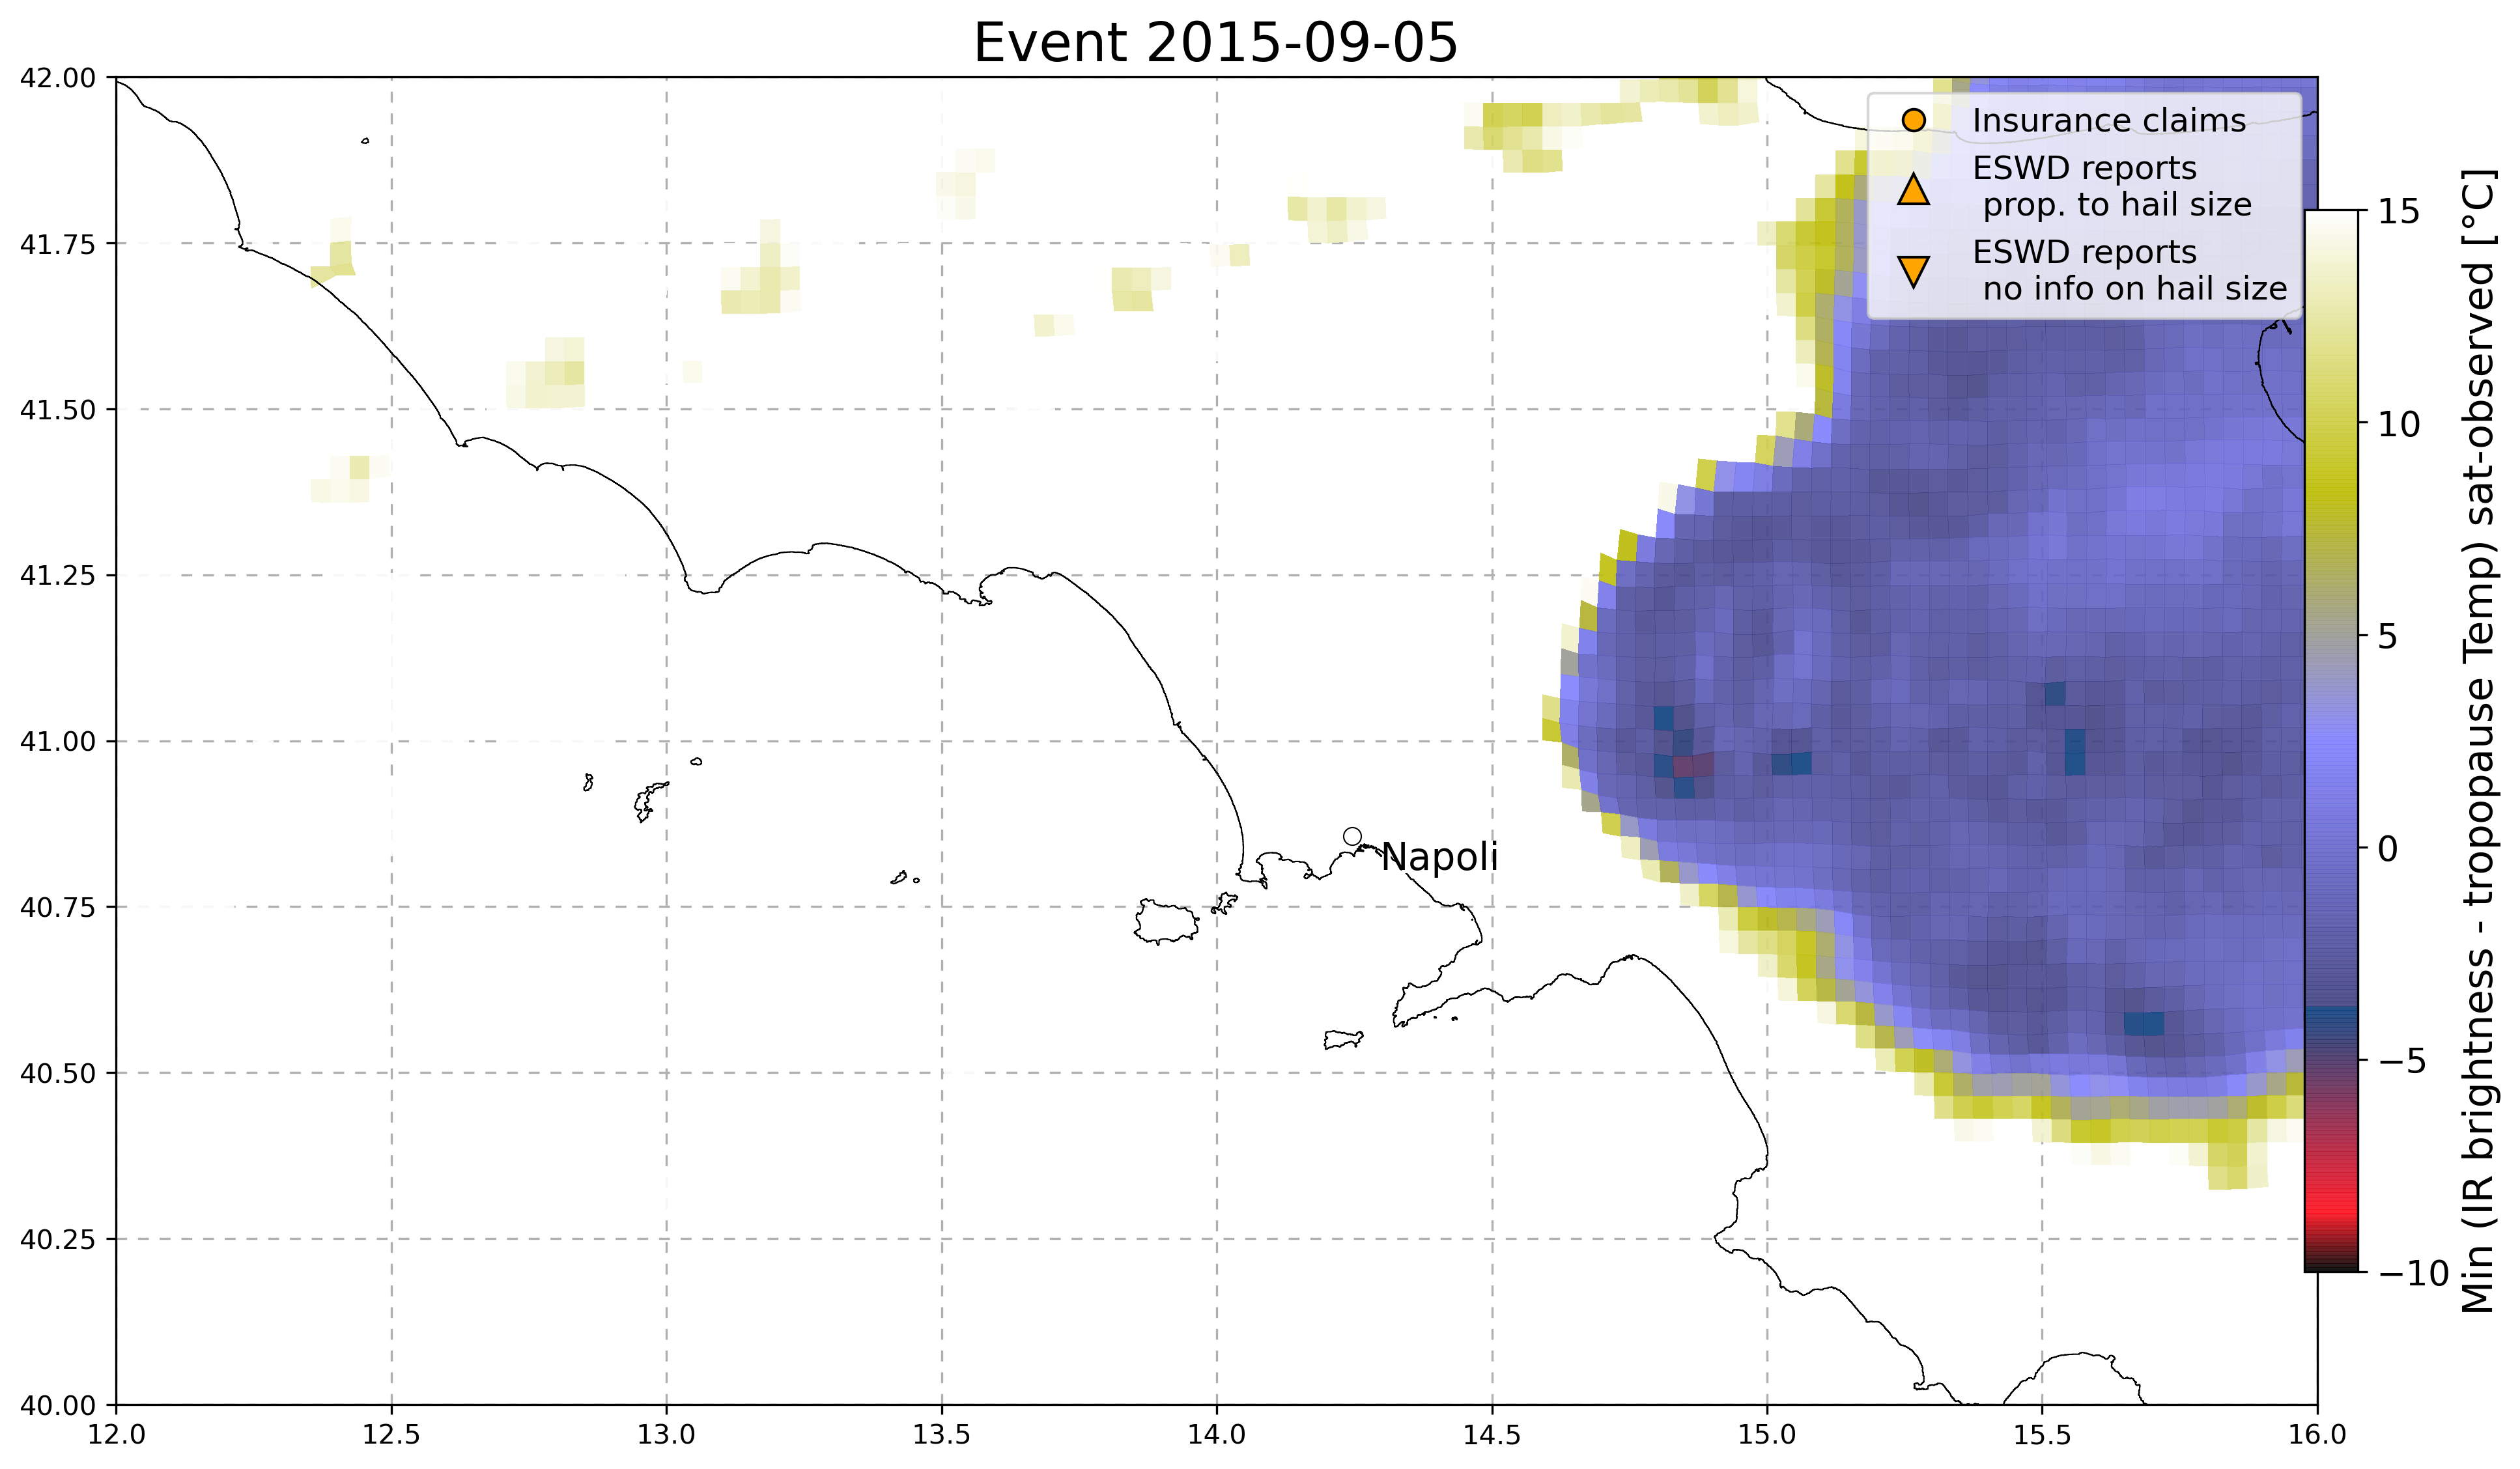 Event 2015-09-05
42.00
41.75
41.50
41.25
41.00
40.75
40.50
40.25
40.00
12.0 12.5 13.0 13.5 14.0 14.5 15.0 15.5 16.0
Napoli
Insurance claims
ESWD reports
prop. to hail size
ESWD reports
no info on hail size
15
10
5
0
−5
−10
Min (IR brightness - tropopause Temp) sat-observed [°C]